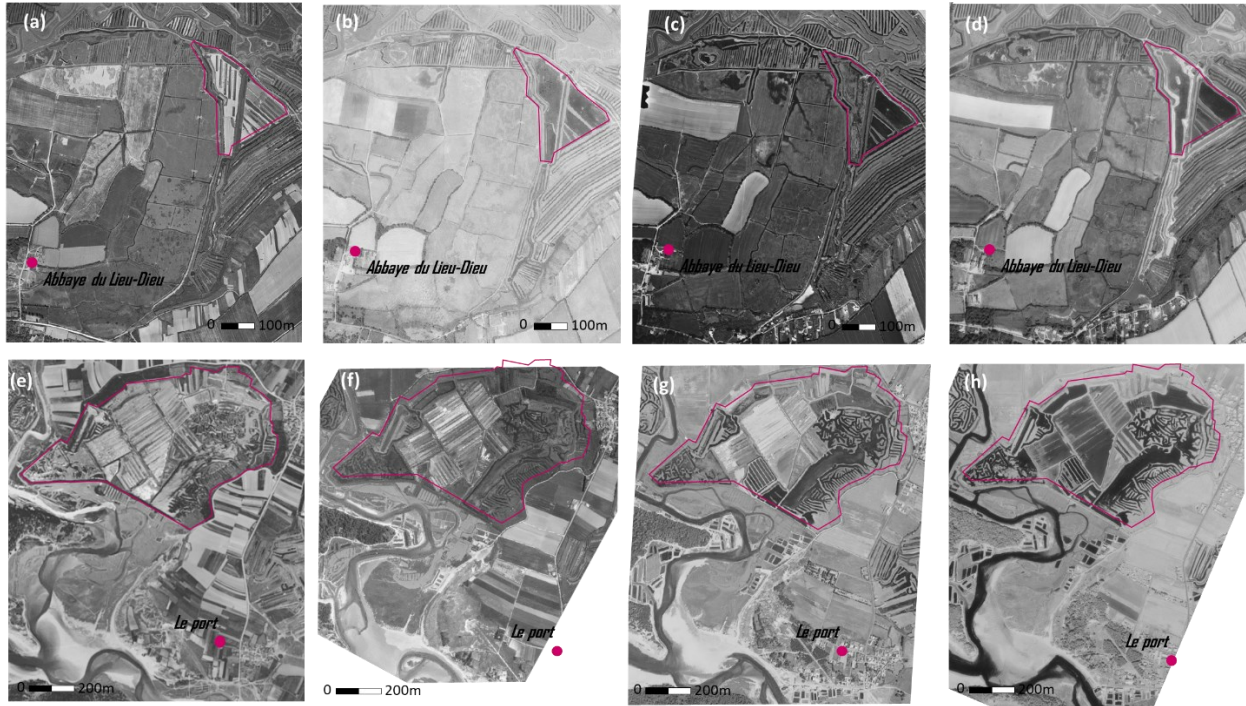 (a)
Abbaye du Lieu-Dieu
0 100m
(b)
Abbaye du Lieu-Dieu
0 100m
(c)
Abbaye du Lieu-Dieu
0 100m
(d)
Abbaye du Lieu-Dieu
0 100m
(e)
Le port
0 200m
(f)
Le port
0 200m
(g)
Le port
0 200m
(h)
Le port
0 200m